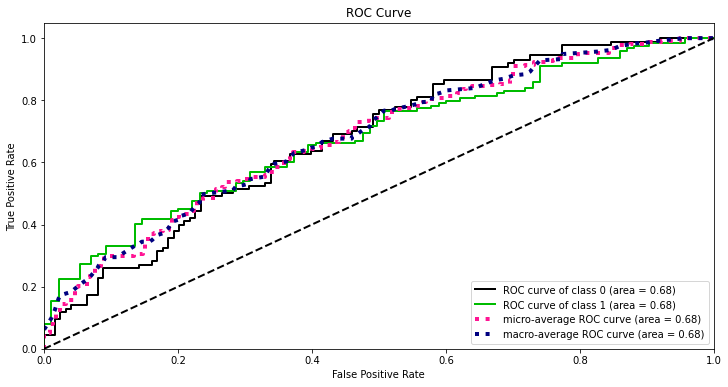 ROC Curve
True Positive Rate
1.0
0.8
0.6
0.4
0.2
0.0
ROC curve of class 0 (area = 0.68)
ROC curve of class 1 (area = 0.68)
micro-average ROC curve (area = 0.68)
macro-average ROC curve (area = 0.68)
0.0 0.2 0.4 0.6 0.8 1.0
False Positive Rate